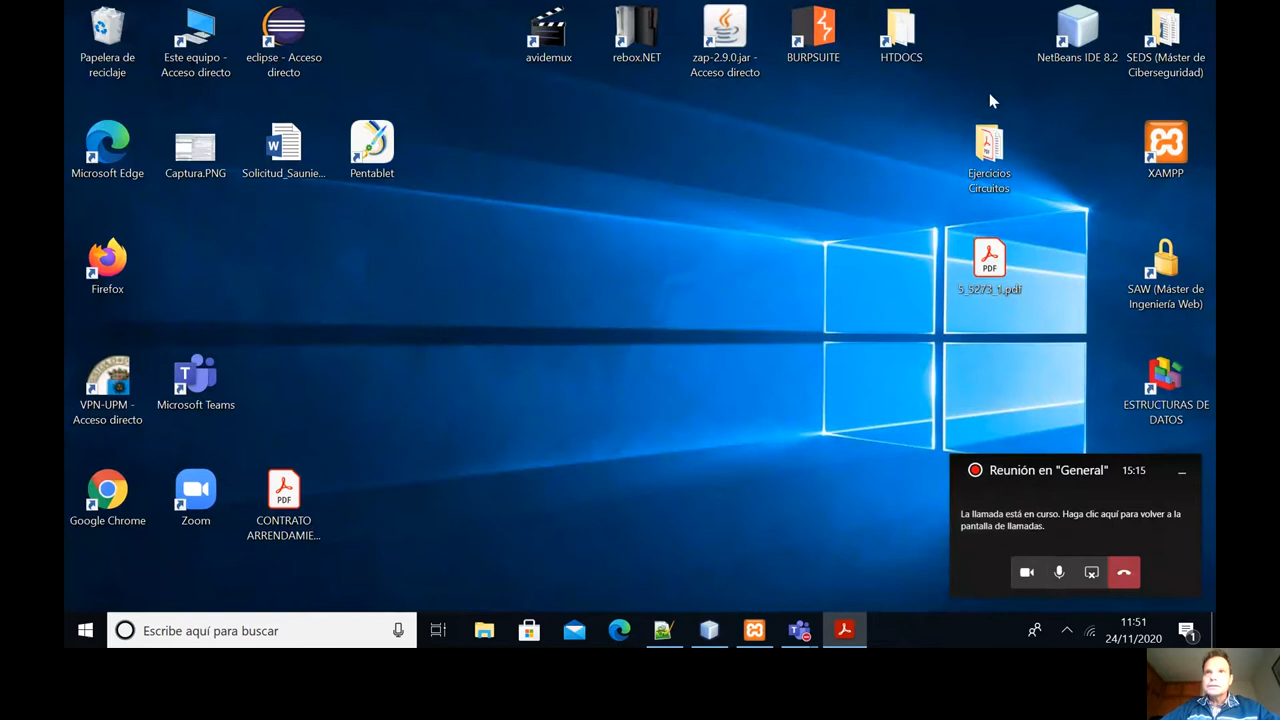 Papelera de
reciclaje
Este equipo -
Acceso directo
eclipse - Acceso
directo
avidemux
rebox.NET
zap-2.9.0.jar -
Acceso directo
BURPSUITE
HTDOCS
NetBeans IDE 8.2
SEDS (Máster de
Ciberseguridad)
Microsoft Edge
Captura.PNG
Solicitud_Saunie...
Pentablet
Ejercicios
Circuitos
XAMPP
Firefox
PDF
5_5273_1.pdf
SAW (Máster de
Ingeniería Web)
VPN-UPM -
Acceso directo
Microsoft Teams
ESTRUCTURAS DE
DATOS
Google Chrome
Zoom
PDF
CONTRATO
ARRENDAMIE...
Reunión en "General"
15:15
La llamada está en curso. Haga clic aquí para volver a la
pantalla de llamadas.
Escribe aquí para buscar
11:51
24/11/2020
1